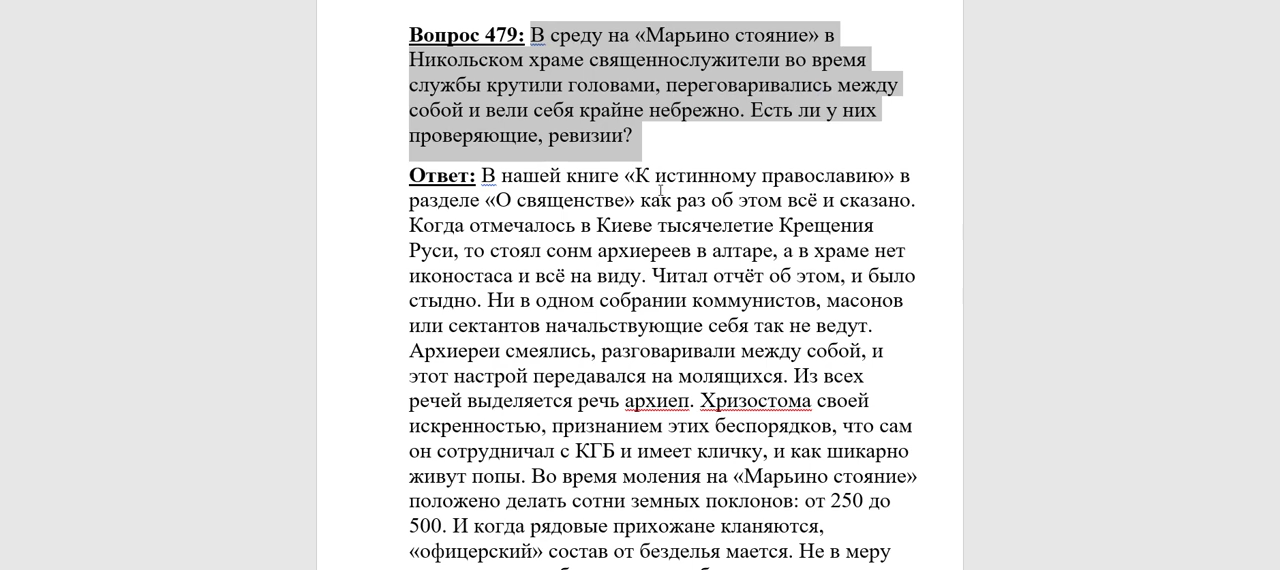 Вопрос 479: В среду на «Марьино стояние» в
Никольском храме священнослужители во время
службы крутили головами, переговаривались между
собой и вели себя крайне небрежно. Есть ли у них
проверяющие, ревизии?
Ответ: В нашей книге «К истинному православию» в
разделе «О священстве» как раз об этом всё и сказано.
Когда отмечалось в Киеве тысячелетие Крещения
Руси, то стоял сонм архиереев в алтаре, а в храме нет
иконостаса и всё на виду. Читал отчёт об этом, и было
стыдно. Ни в одном собрании коммунистов, масонов
или сектантов начальствующие себя так не ведут.
Архиереи смеялись, разговаривали между собой, и
этот настрой передавался на молящихся. Из всех
речей выделяется речь архиеп. Хризостома своей
искренностью, признанием этих беспорядков, что сам
он сотрудничал с КГБ и имеет кличку, и как шикарно
живут попы. Во время моления на «Марьино стояние»
положено делать сотни земных поклонов: от 250 до
500. И когда рядовые прихожане кланяются,
«офицерский» состав от безделья мается. Не в меру